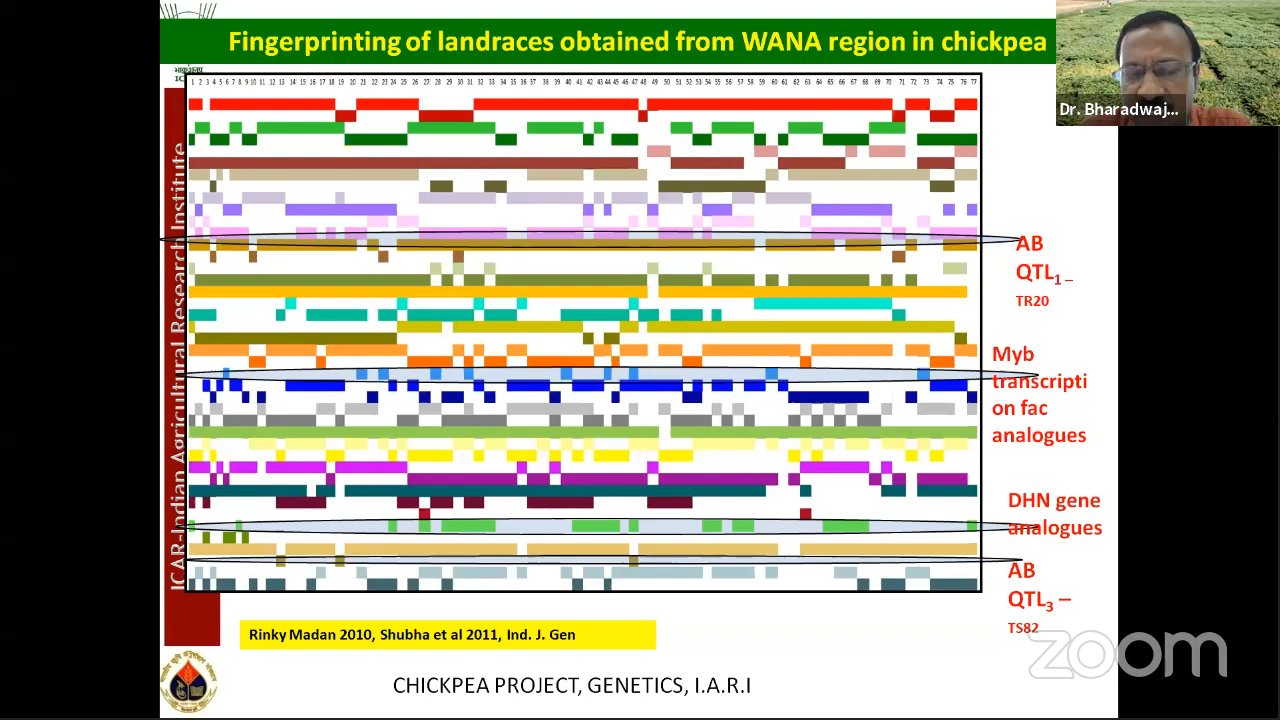 Fingerprinting of landraces obtained from WANA region in chickpea
Dr. Bharadwaj...
ICAR-Indian Agricultural Research Institute
AB
QTL1 –
TR20
Myb
transcripti
on fac
analogues
DHN gene
analogues
AB
QTL3 –
TS82
Rinky Madan 2010, Shubha et al 2011, Ind. J. Gen
CHICKPEA PROJECT, GENETICS, I.A.R.I
zoom